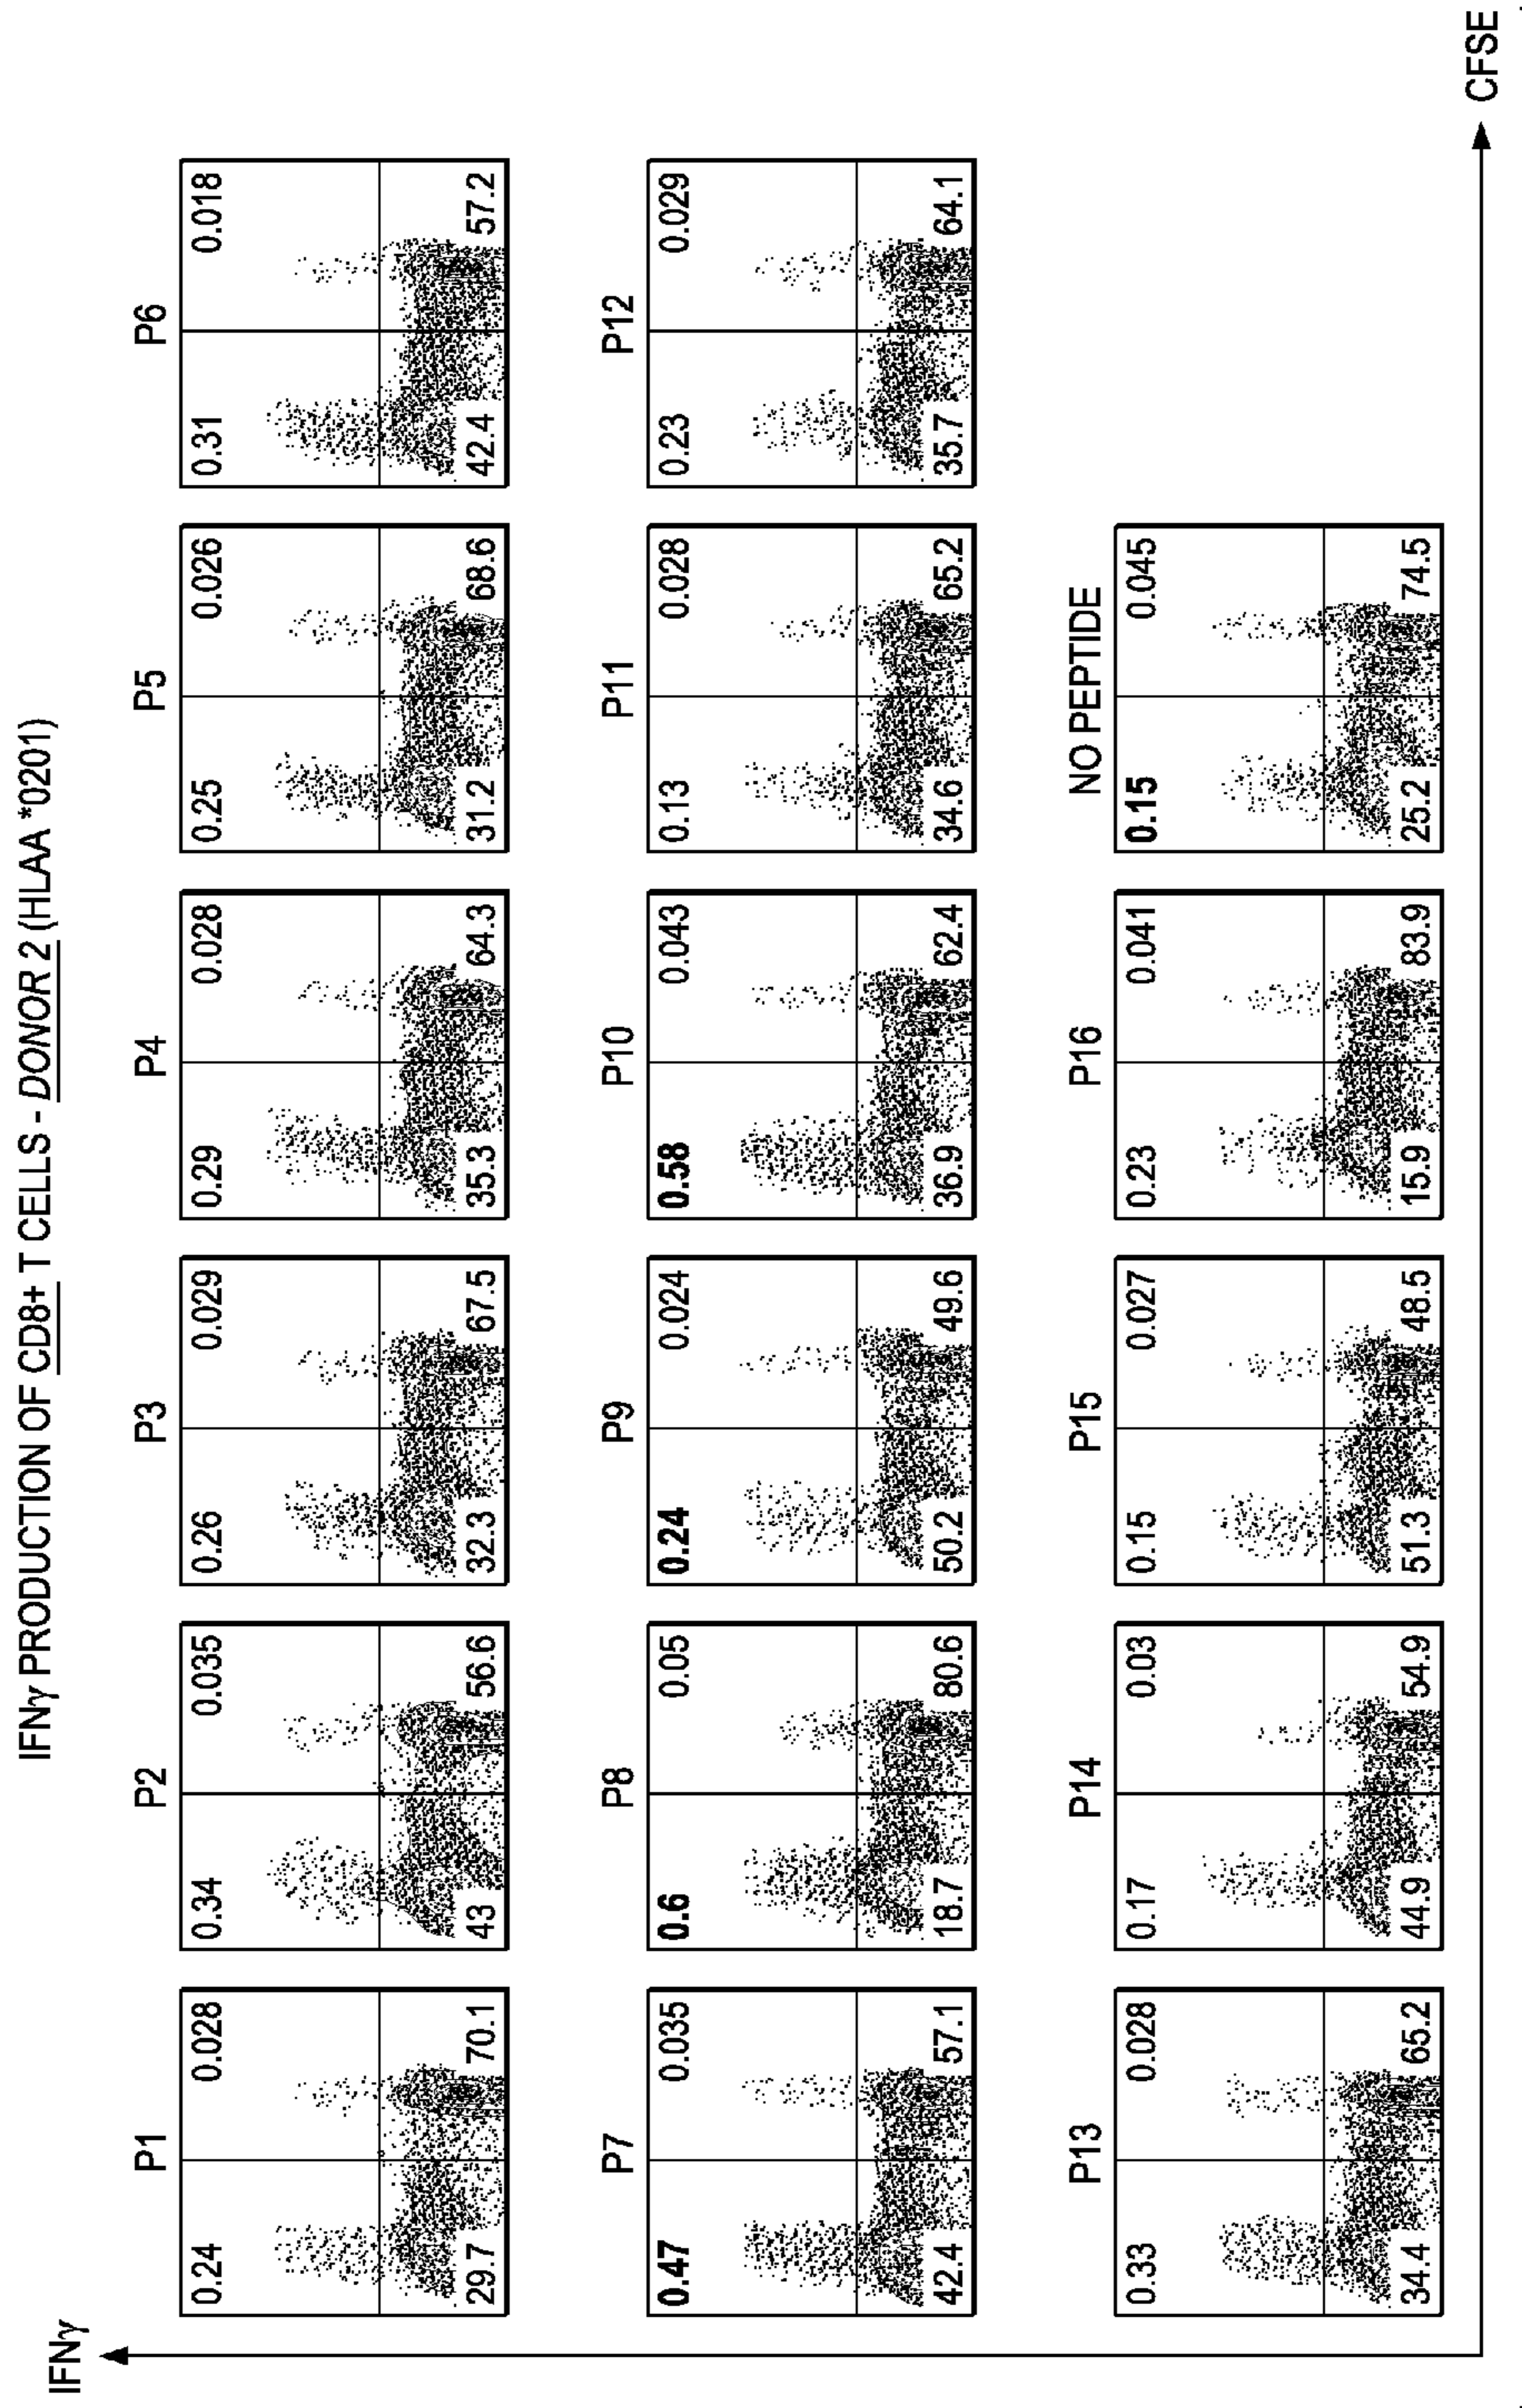 IFNγ PRODUCTION OF CD8+ T CELLS - DONOR 2 (HLAA *0201)
IFNγ
P1 P2 P3 P4 P5 P6
0.24 0.028 0.34 0.035 0.26 0.029 0.29 0.028 0.25 0.026 0.31 0.018
29.7 70.1 43 56.6 32.3 67.5 35.3 64.3 31.2 68.6 42.4 57.2
P7 P8 P9 P10 P11 P12
0.47 0.035 0.6 0.05 0.24 0.024 0.58 0.043 0.13 0.028 0.23 0.029
42.4 57.1 18.7 80.6 50.2 49.6 36.9 62.4 34.6 65.2 35.7 64.1
P13 P14 P15 P16 NO PEPTIDE
0.33 0.028 0.17 0.03 0.15 0.027 0.23 0.041 0.15 0.045
34.4 65.2 44.9 54.9 51.3 48.5 15.9 83.9 25.2 74.5
CFSE